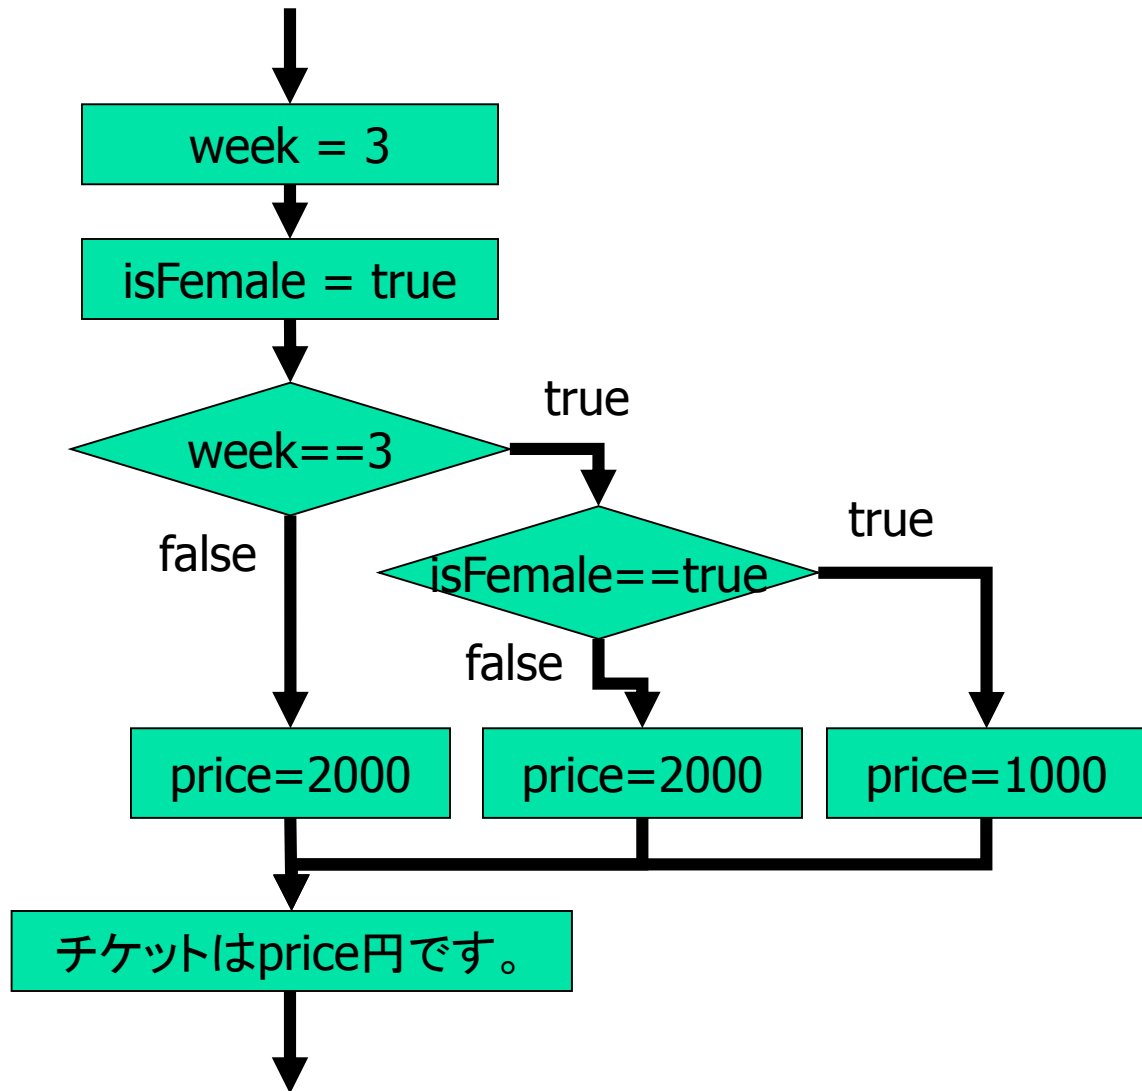 week = 3
isFemale = true
true
week==3
true
false
isFemale==true
false
price=2000
price=2000
price=1000
チケットはprice円です。